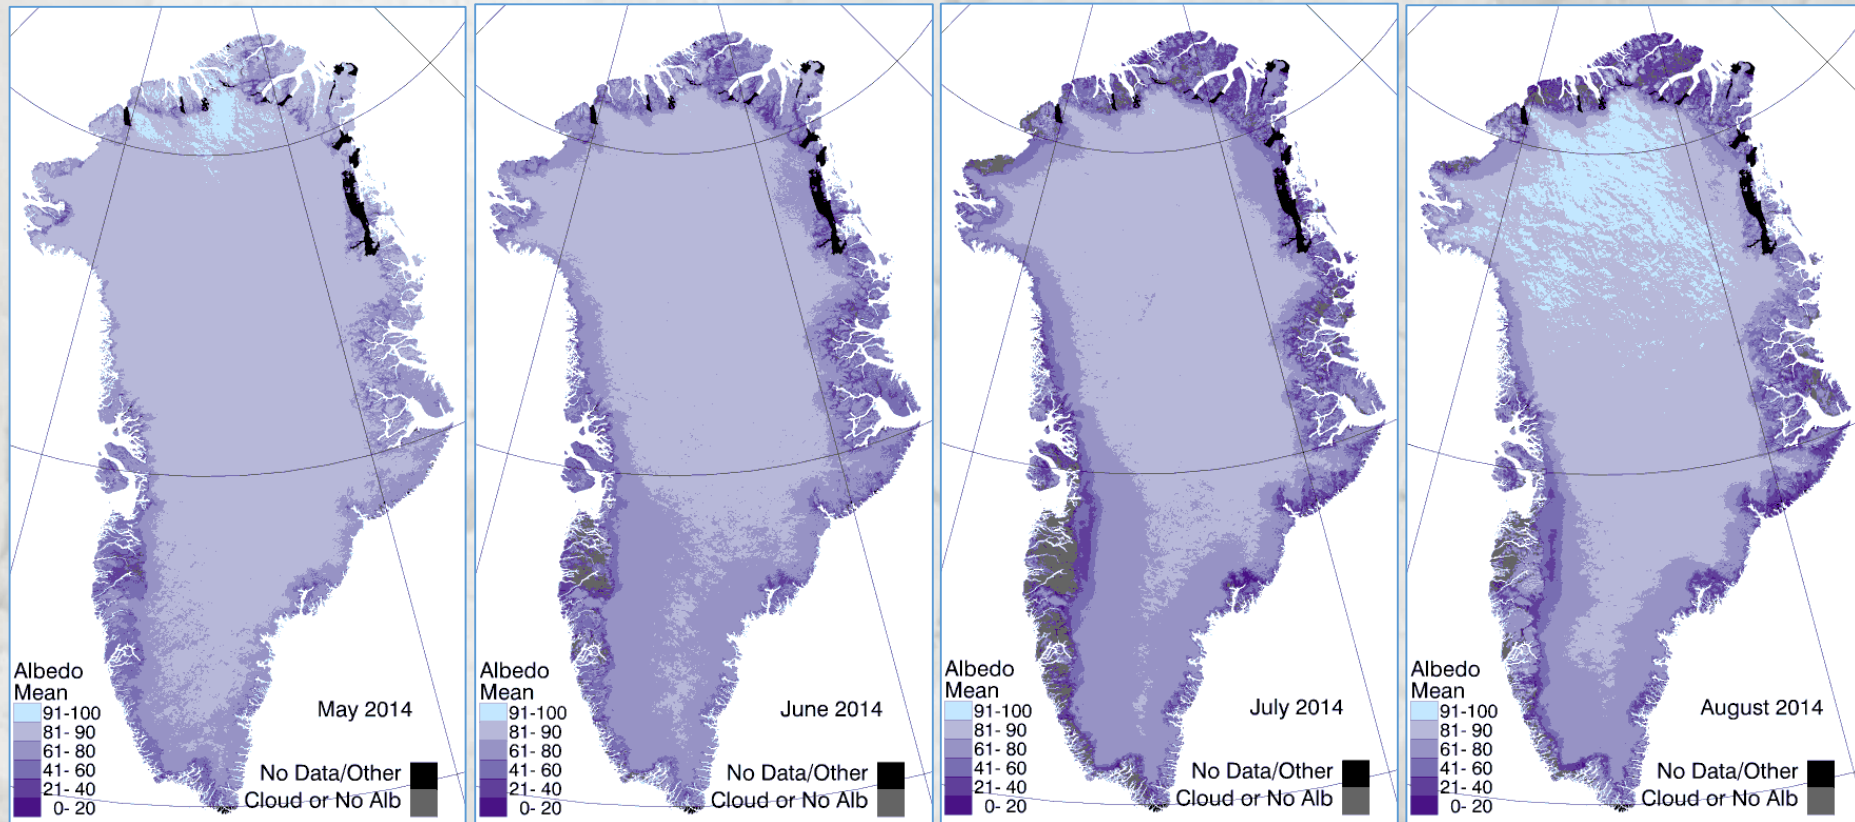 Albedo
Mean
91-100
81- 90
61- 80
41- 60
21- 40
0- 20
May 2014
No Data/Other
Cloud or No Alb
Albedo
Mean
91-100
81- 90
61- 80
41- 60
21- 40
0- 20
June 2014
No Data/Other
Cloud or No Alb
Albedo
Mean
91-100
81- 90
61- 80
41- 60
21- 40
0- 20
July 2014
No Data/Other
Cloud or No Alb
Albedo
Mean
91-100
81- 90
61- 80
41- 60
21- 40
0- 20
August 2014
No Data/Other
Cloud or No Alb